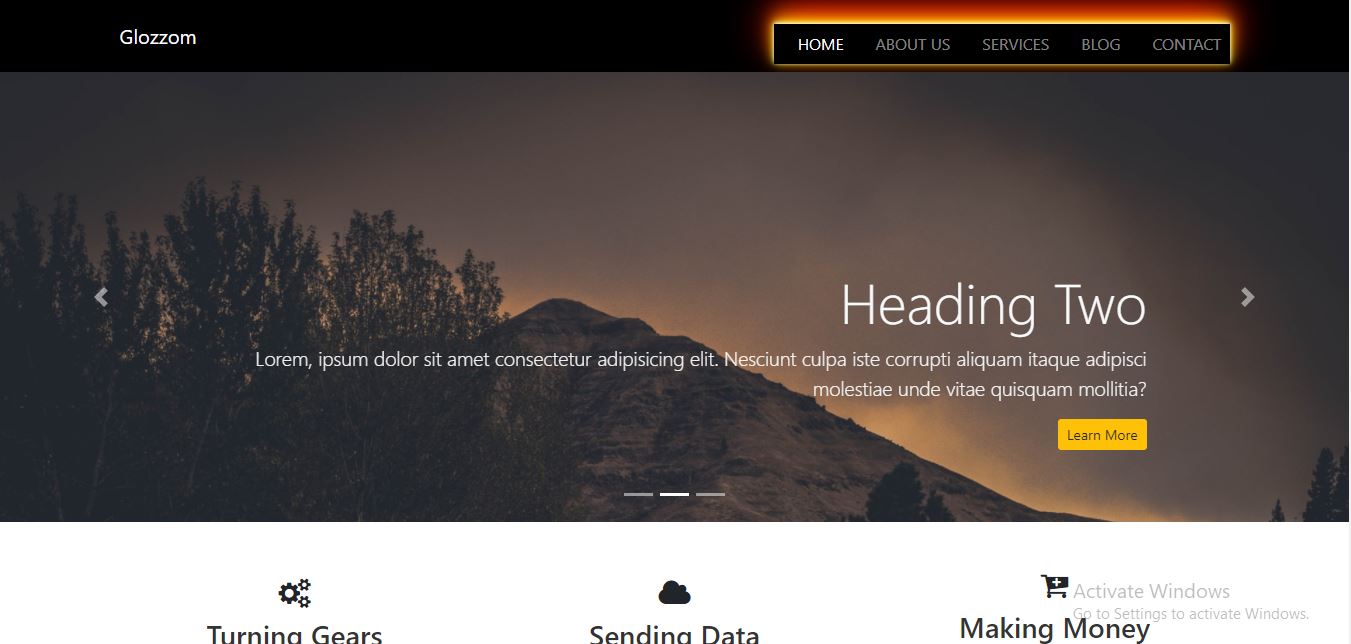 Glozzom
HOME ABOUT US SERVICES BLOG CONTACT
Heading Two
Lorem, ipsum dolor sit amet consectetur adipisicing elit. Nesciunt culpa iste corrupti aliquam itaque adipisci
molestiae unde vitae quisquam mollitia?
Learn More
Turning Gears
Sending Data
Making Money
Activate Windows
Go to Settings to activate Windows.